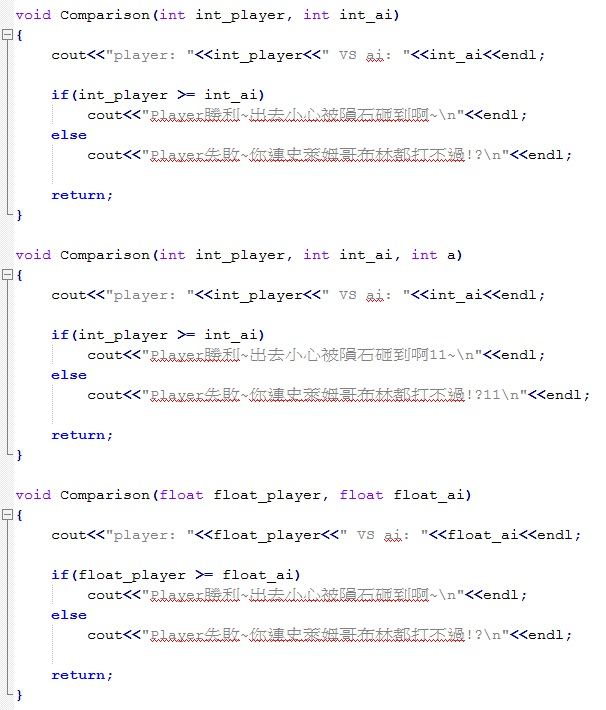 void Comparison(int int_player, int int_ai)
{
    cout<<"player: "<<int_player<<" VS ai: "<<int_ai<<endl;
    if(int_player >= int_ai)
        cout<<"Player勝利~出去小心被隕石砸到啊~\n"<<endl;
    else
        cout<<"Player失敗~你連史萊姆哥布林都打不過!?\n"<<endl;
    return;
}
void Comparison(int int_player, int int_ai, int a)
{
    cout<<"player: "<<int_player<<" VS ai: "<<int_ai<<endl;
    if(int_player >= int_ai)
        cout<<"Player勝利~出去小心被隕石砸到啊11~\n"<<endl;
    else
        cout<<"Player失敗~你連史萊姆哥布林都打不過!?11\n"<<endl;
    return;
}
void Comparison(float float_player, float float_ai)
{
    cout<<"player: "<<float_player<<" VS ai: "<<float_ai<<endl;
    if(float_player >= float_ai)
        cout<<"Player勝利~出去小心被隕石砸到啊~\n"<<endl;
    else
        cout<<"Player失敗~你連史萊姆哥布林都打不過!?\n"<<endl;
    return;
}